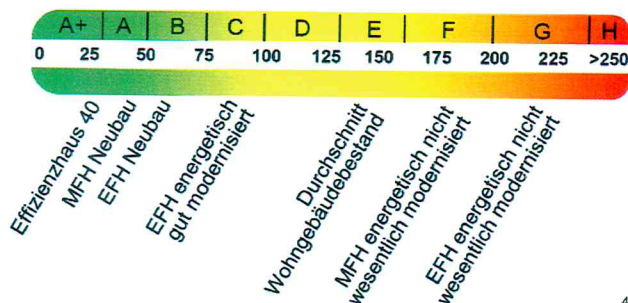 A+ A B C D E F G H
0 25 50 75 100 125 150 175 200 225 >250
Effizienzhaus 40
MFH Neubau
EFH Neubau
EFH energetisch
gut modernisiert
Durchschnitt
Wohngebäudebestand
MFH energetisch nicht
wesentlich modernisiert
EFH energetisch nicht
wesentlich modernisiert